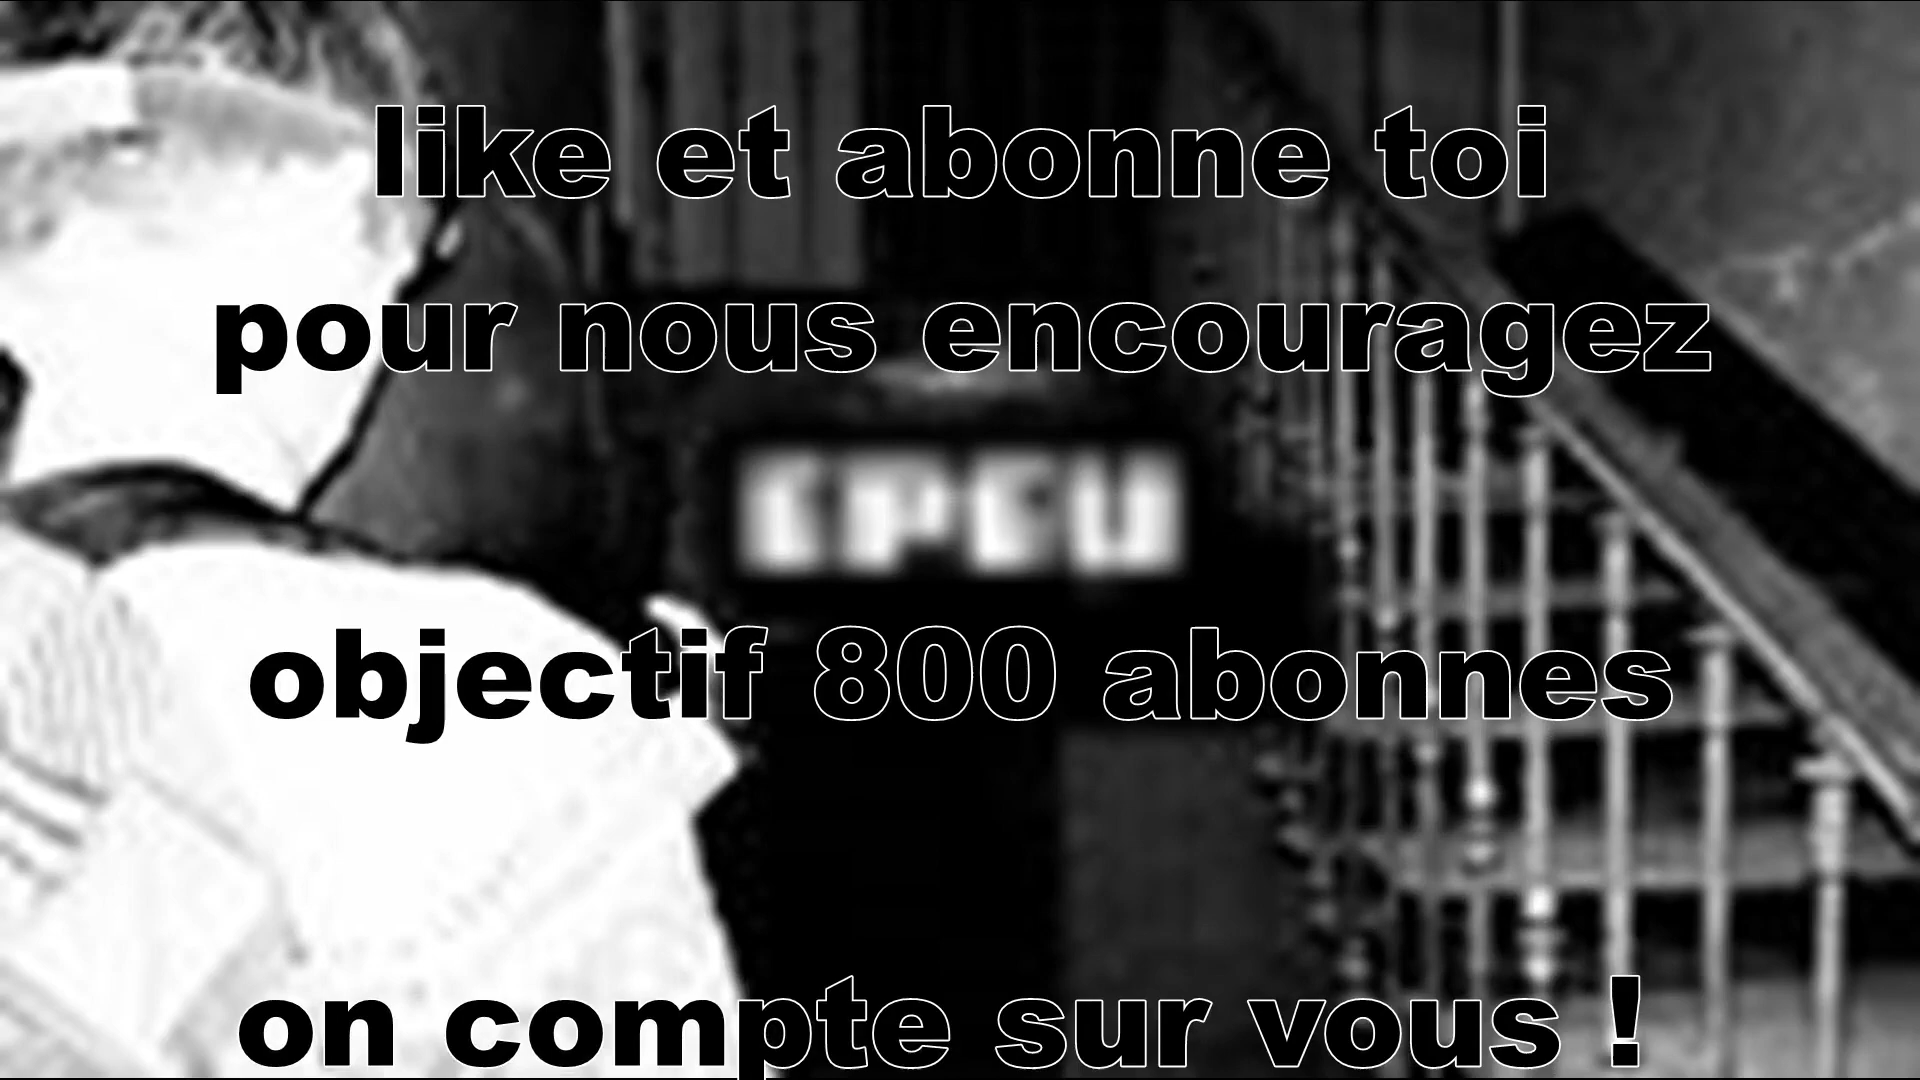 like et abonne toi
pour nous encouragez
objectif 800 abonnes
on compte sur vous !